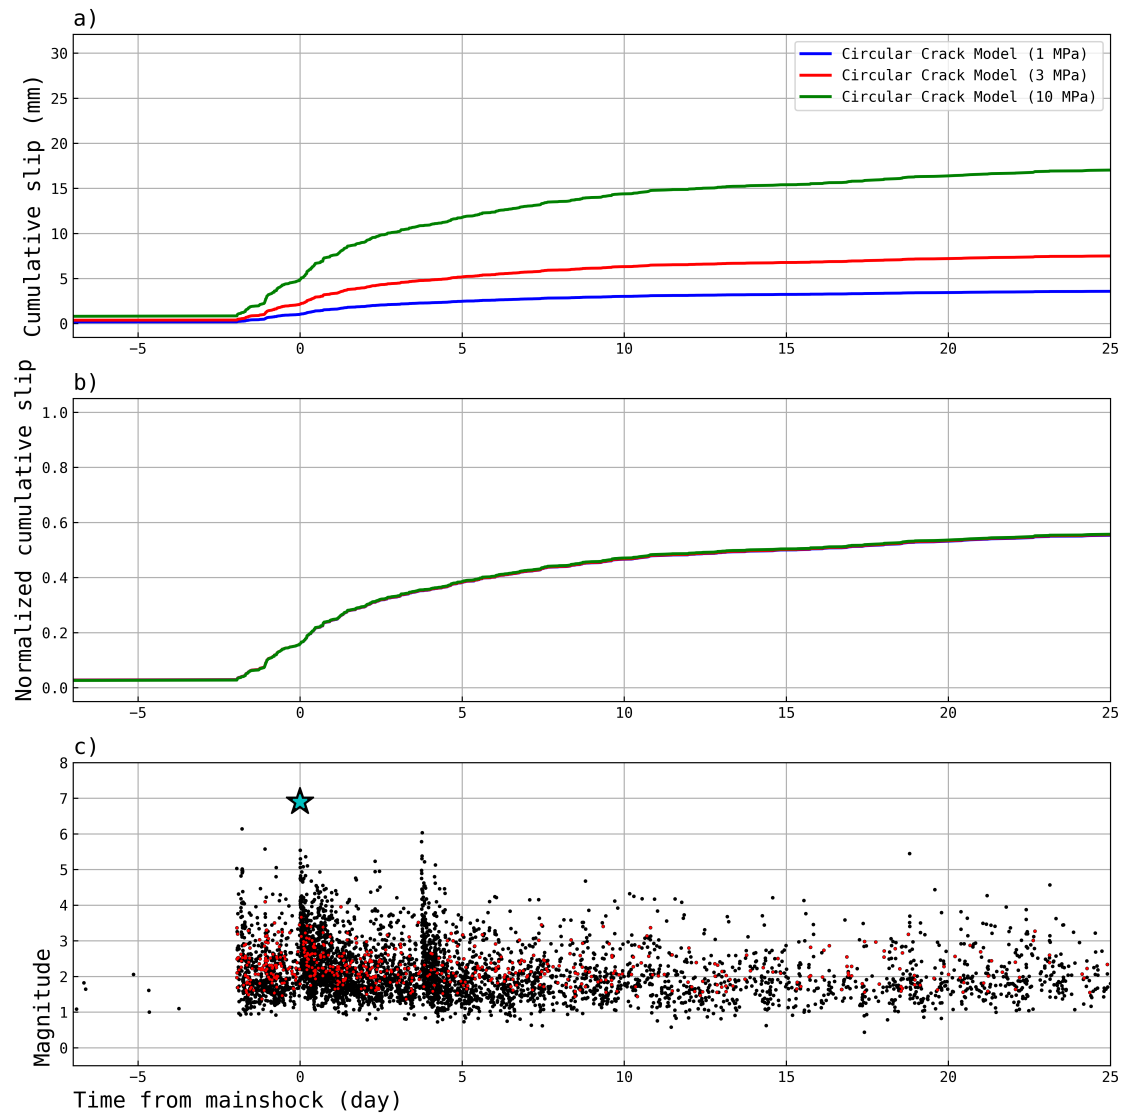 a)
Cumulative slip (mm)
30
25
20
15
10
5
0
Circular Crack Model (1 MPa)
Circular Crack Model (3 MPa)
Circular Crack Model (10 MPa)
−5 0 5 10 15 20 25
b)
Normalized cumulative slip
1.0
0.8
0.6
0.4
0.2
0.0
−5 0 5 10 15 20 25
c)
Magnitude
8
7
6
5
4
3
2
1
0
−5 0 5 10 15 20 25
Time from mainshock (day)